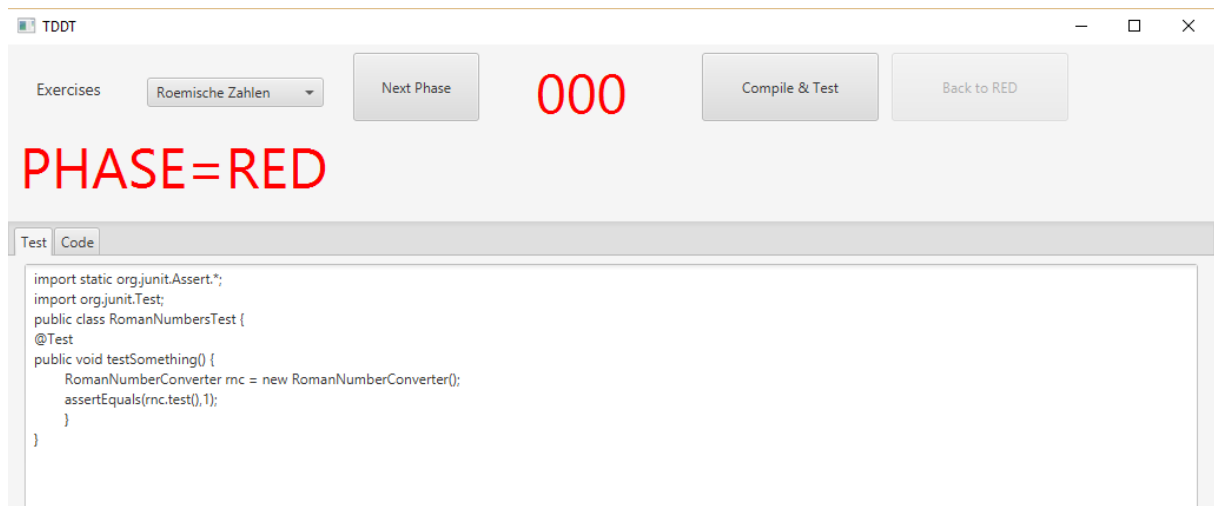 TDDT
Exercises Roemische Zahlen Next Phase 000 Compile & Test Back to RED
PHASE=RED
Test Code
import static org.junit.Assert.*;
import org.junit.Test;
public class RomanNumbersTest {
@Test
public void testSomething() {
RomanNumberConverter rnc = new RomanNumberConverter();
assertEquals(rnc.test(),1);
}
}